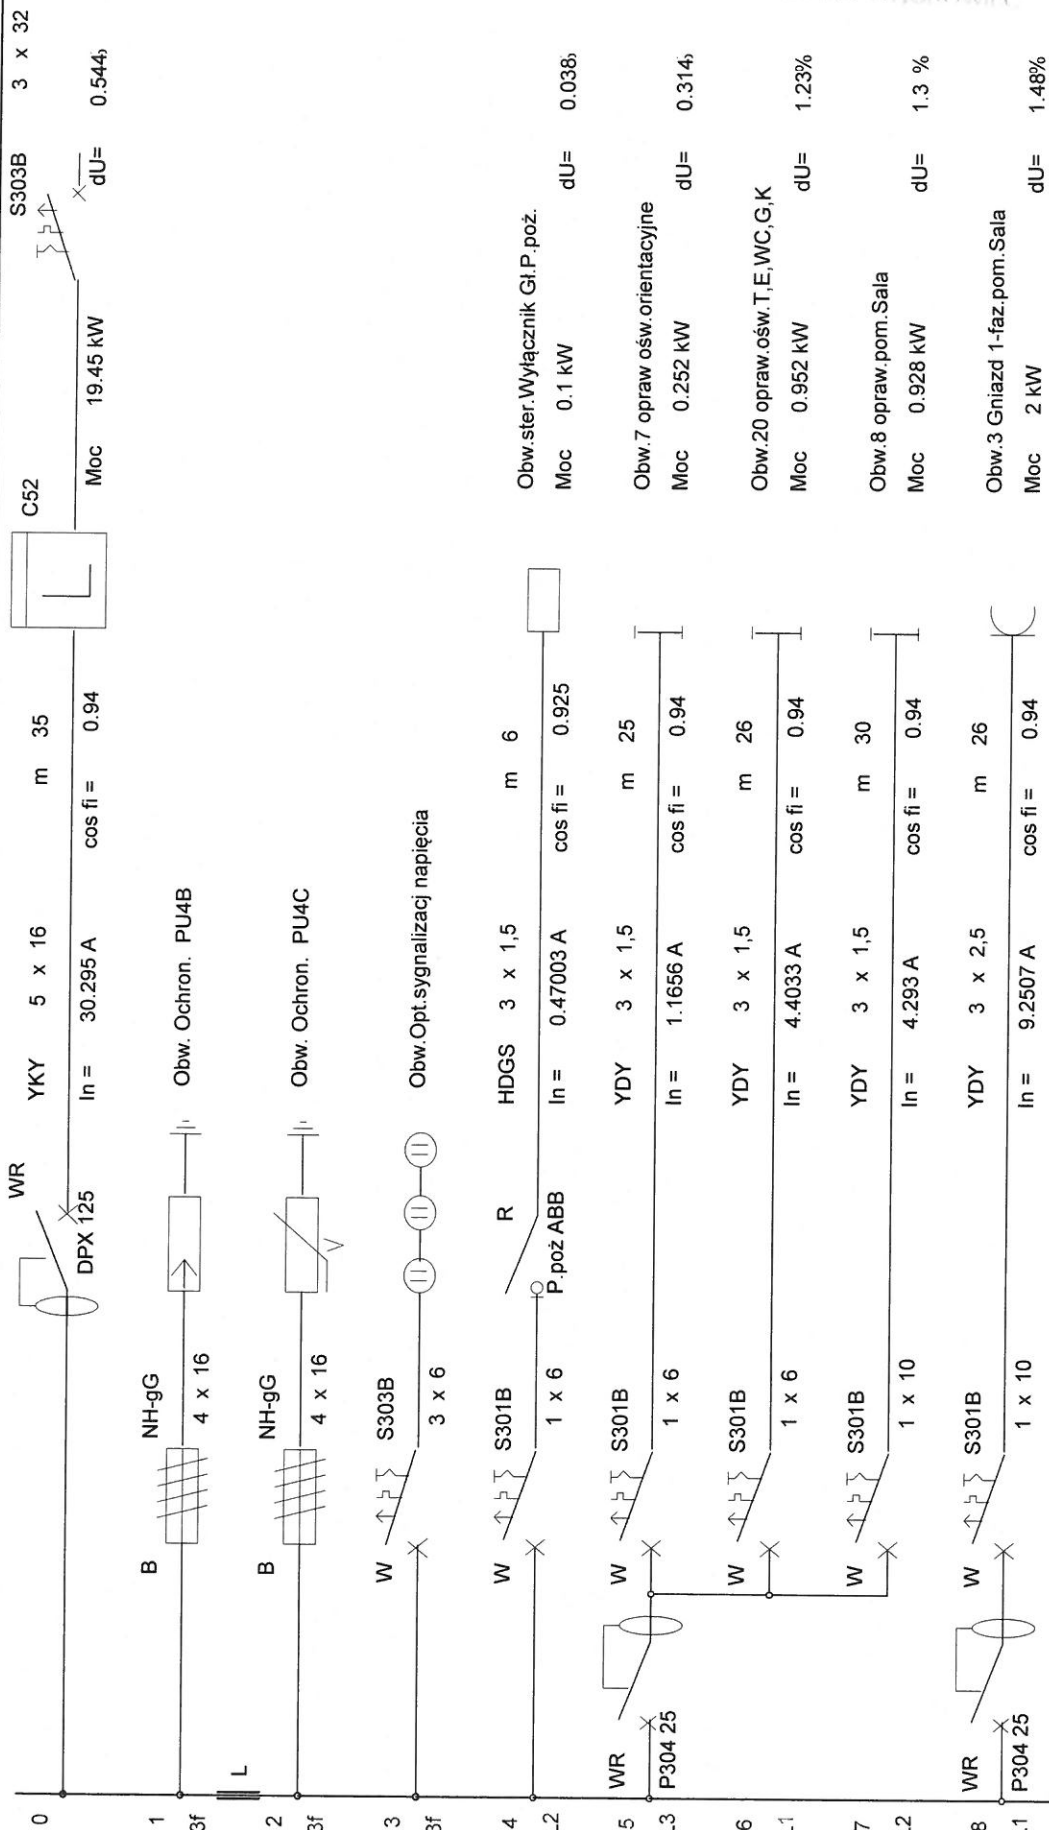 0
WR
DPX 125
YKY 5 x 16 m 35
In = 30.295 A cos fi = 0.94
C52
Moc 19.45 kW
S303B 3 x 32
dU= 0.544
1
3f
B
NH-gG
4 x 16
Obw. Ochron. PU4B
L
2
3f
B
NH-gG
4 x 16
V
Obw. Ochron. PU4C
3
3f
W
S303B
3 x 6
Obw.Opt.sygnalizacj napięcia
4
L2
W
S301B
1 x 6
R
P.poż ABB
HDGS 3 x 1,5 m 6
In = 0.47003 A cos fi = 0.925
Obw.ster.Wyłącznik Gł.P.poż.
Moc 0.1 kW dU= 0.038
5
L3
WR
P304 25
W
S301B
1 x 6
YDY 3 x 1,5 m 25
In = 1.1656 A cos fi = 0.94
Obw.7 opraw ośw.orientacyjne
Moc 0.252 kW dU= 0.314
6
L1
W
S301B
1 x 6
YDY 3 x 1,5 m 26
In = 4.4033 A cos fi = 0.94
Obw.20 opraw.ośw.T,E,WC,G,K
Moc 0.952 kW dU= 1.23%
7
L2
W
S301B
1 x 10
YDY 3 x 1,5 m 30
In = 4.293 A cos fi = 0.94
Obw.8 opraw.pom.Sala
Moc 0.928 kW dU= 1.3 %
8
L1
WR
P304 25
W
S301B
1 x 10
YDY 3 x 2,5 m 26
In = 9.2507 A cos fi = 0.94
Obw.3 Gniazd 1-faz.pom.Sala
Moc 2 kW dU= 1.48%